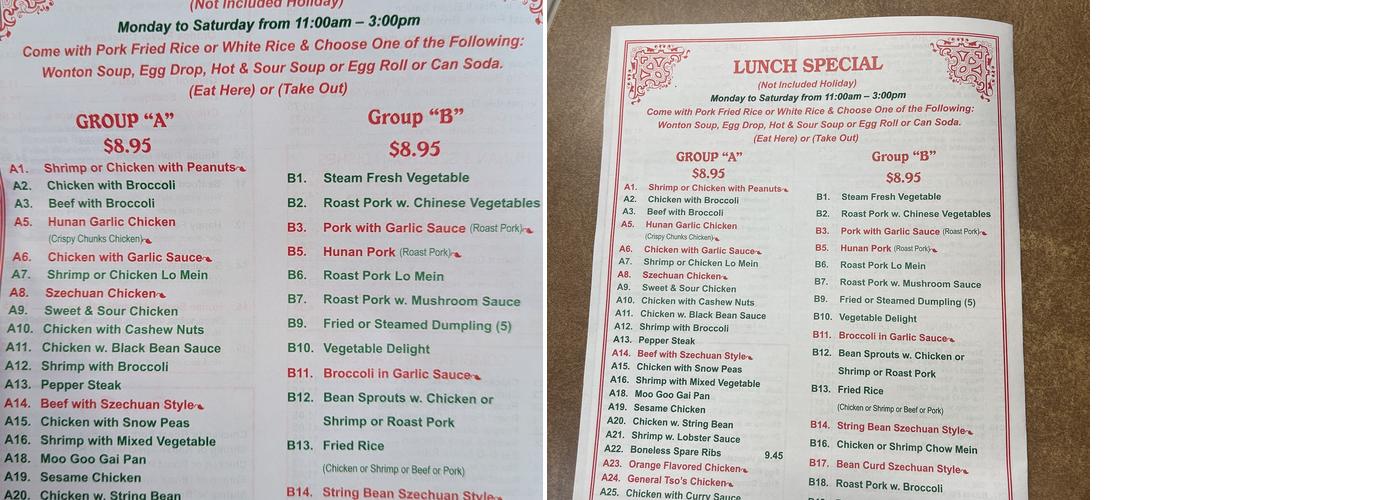 (Not Included Holiday)
Monday to Saturday from 11:00am – 3:00pm
Come with Pork Fried Rice or White Rice & Choose One of the Following:
Wonton Soup, Egg Drop, Hot & Sour Soup or Egg Roll or Can Soda.
(Eat Here) or (Take Out)
GROUP “A”
$8.95
A1. Shrimp or Chicken with Peanuts
A2. Chicken with Broccoli
A3. Beef with Broccoli
A5. Hunan Garlic Chicken
(Crispy Chunks Chicken)
A6. Chicken with Garlic Sauce
A7. Shrimp or Chicken Lo Mein
A8. Szechuan Chicken
A9. Sweet & Sour Chicken
A10. Chicken with Cashew Nuts
A11. Chicken w. Black Bean Sauce
A12. Shrimp with Broccoli
A13. Pepper Steak
A14. Beef with Szechuan Style
A15. Chicken with Snow Peas
A16. Shrimp with Mixed Vegetable
A18. Moo Goo Gai Pan
A19. Sesame Chicken
A20. Chicken w. String Bean
Group “B”
$8.95
B1. Steam Fresh Vegetable
B2. Roast Pork w. Chinese Vegetables
B3. Pork with Garlic Sauce (Roast Pork)
B5. Hunan Pork (Roast Pork)
B6. Roast Pork Lo Mein
B7. Roast Pork w. Mushroom Sauce
B9. Fried or Steamed Dumpling (5)
B10. Vegetable Delight
B11. Broccoli in Garlic Sauce
B12. Bean Sprouts w. Chicken or
Shrimp or Roast Pork
B13. Fried Rice
(Chicken or Shrimp or Beef or Pork)
B14. String Bean Szechuan Style
LUNCH SPECIAL
(Not Included Holiday)
Monday to Saturday from 11:00am – 3:00pm
Come with Pork Fried Rice or White Rice & Choose One of the Following:
Wonton Soup, Egg Drop, Hot & Sour Soup or Egg Roll or Can Soda.
(Eat Here) or (Take Out)
GROUP “A”
$8.95
A1. Shrimp or Chicken with Peanuts
A2. Chicken with Broccoli
A3. Beef with Broccoli
A5. Hunan Garlic Chicken
(Crispy Chunks Chicken)
A6. Chicken with Garlic Sauce
A7. Shrimp or Chicken Lo Mein
A8. Szechuan Chicken
A9. Sweet & Sour Chicken
A10. Chicken with Cashew Nuts
A11. Chicken w. Black Bean Sauce
A12. Shrimp with Broccoli
A13. Pepper Steak
A14. Beef with Szechuan Style
A15. Chicken with Snow Peas
A16. Shrimp with Mixed Vegetable
A18. Moo Goo Gai Pan
A19. Sesame Chicken
A20. Chicken w. String Bean
A21. Shrimp w. Lobster Sauce
A22. Boneless Spare Ribs 9.45
A23. Orange Flavored Chicken
A24. General Tso's Chicken
A25. Chicken with Curry Sauce
Group “B”
$8.95
B1. Steam Fresh Vegetable
B2. Roast Pork w. Chinese Vegetables
B3. Pork with Garlic Sauce (Roast Pork)
B5. Hunan Pork (Roast Pork)
B6. Roast Pork Lo Mein
B7. Roast Pork w. Mushroom Sauce
B9. Fried or Steamed Dumpling (5)
B10. Vegetable Delight
B11. Broccoli in Garlic Sauce
B12. Bean Sprouts w. Chicken or
Shrimp or Roast Pork
B13. Fried Rice
(Chicken or Shrimp or Beef or Pork)
B14. String Bean Szechuan Style
B16. Chicken or Shrimp Chow Mein
B17. Bean Curd Szechuan Style
B18. Roast Pork w. Broccoli